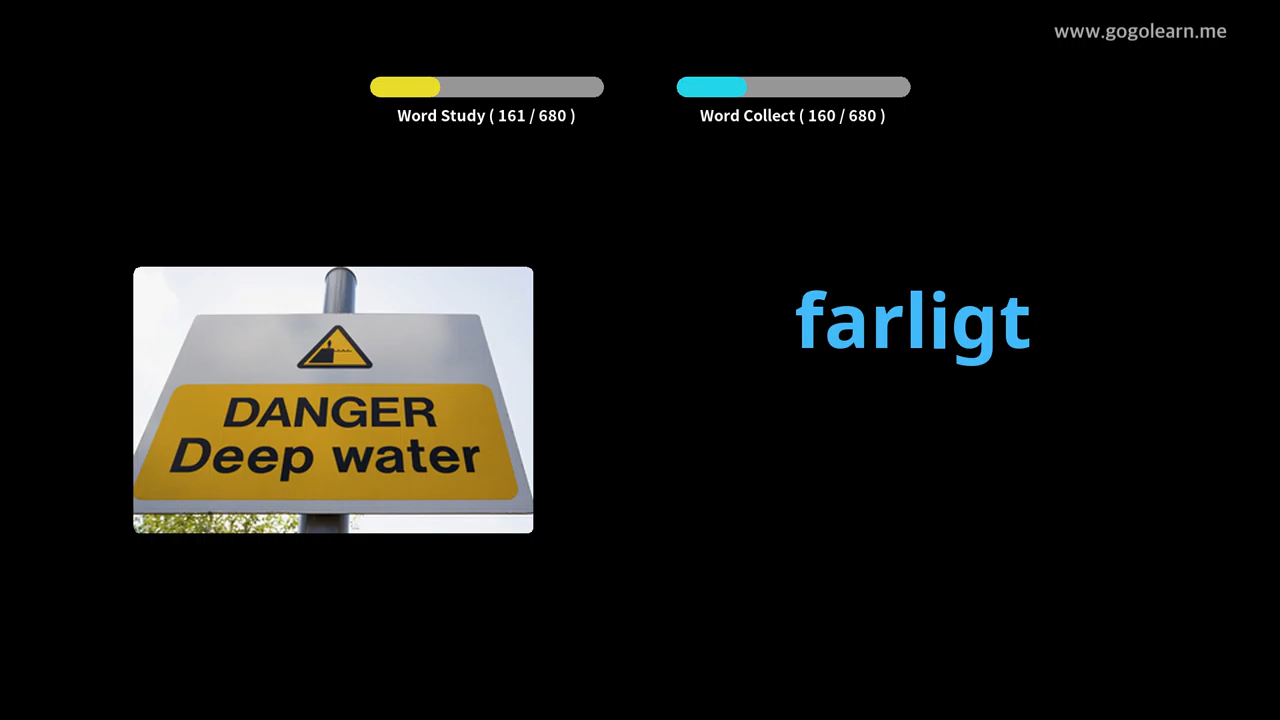 www.gogolearn.me
Word Study ( 161 / 680 )
Word Collect ( 160 / 680 )
farligt
DANGER
Deep water